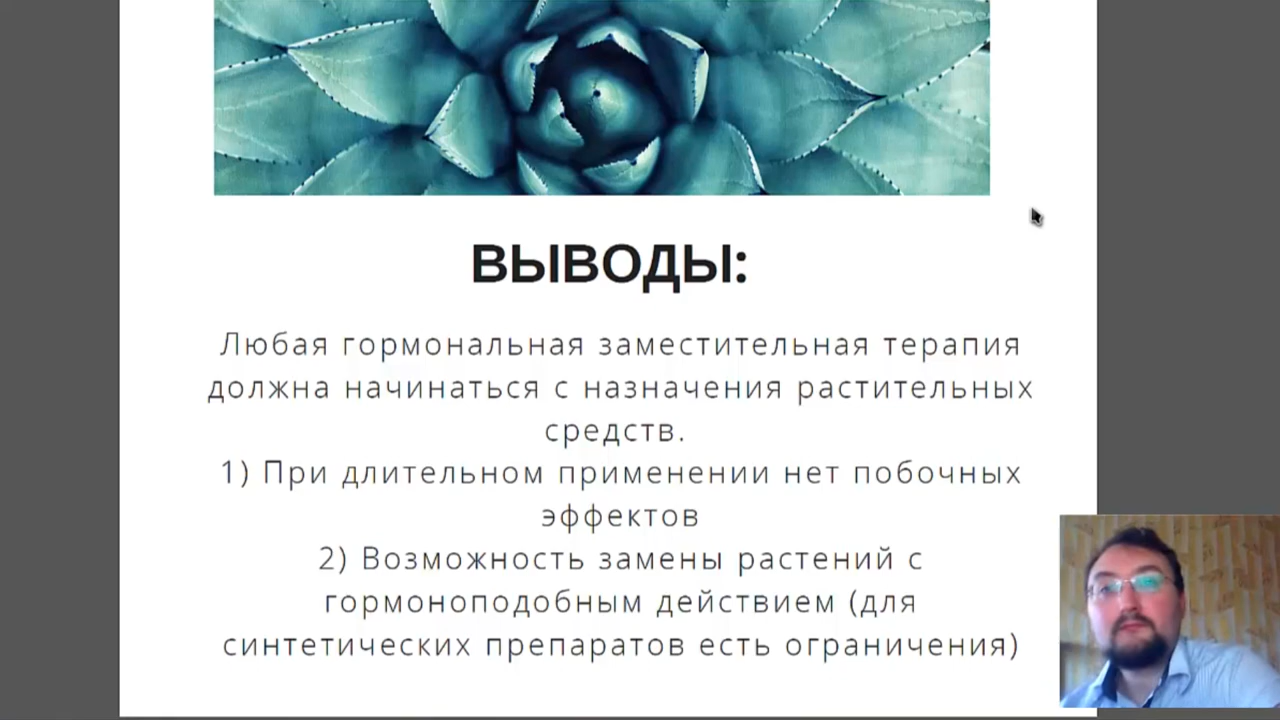 ВЫВОДЫ:
Любая гормональная заместительная терапия
должна начинаться с назначения растительных
средств.
1) При длительном применении нет побочных
эффектов
2) Возможность замены растений с
гормоноподобным действием (для
синтетических препаратов есть ограничения)